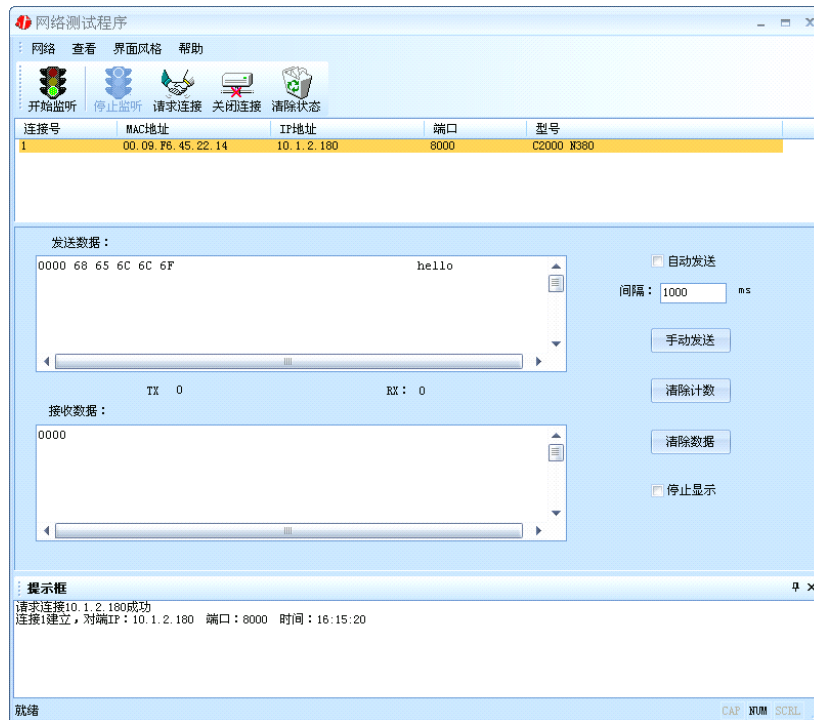 网络测试程序
网络 查看 界面风格 帮助
开始监听 停止监听 请求连接 关闭连接 清除状态
连接号 MAC地址 IP地址 端口 型号
1 00.09.F6.45.22.14 10.1.2.180 8000 C2000 N380
发送数据：
0000 68 65 6C 6C 6F hello
自动发送
间隔： 1000 ms
手动发送
TX 0 RX： 0
清除计数
接收数据：
0000
清除数据
停止显示
提示框
请求连接10.1.2.180成功
连接1建立，对端IP：10.1.2.180 端口：8000 时间：16:15:20
就绪
CAP NUM SCRL